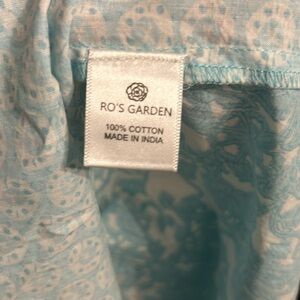 RO'S GARDEN
100% COTTON
MADE IN INDIA